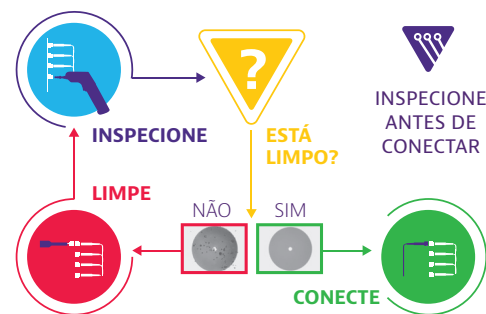 ?
INSPECIONE
ANTES DE
CONECTAR
INSPECIONE
ESTÁ
LIMPO?
LIMPE
NÃO
SIM
CONECTE